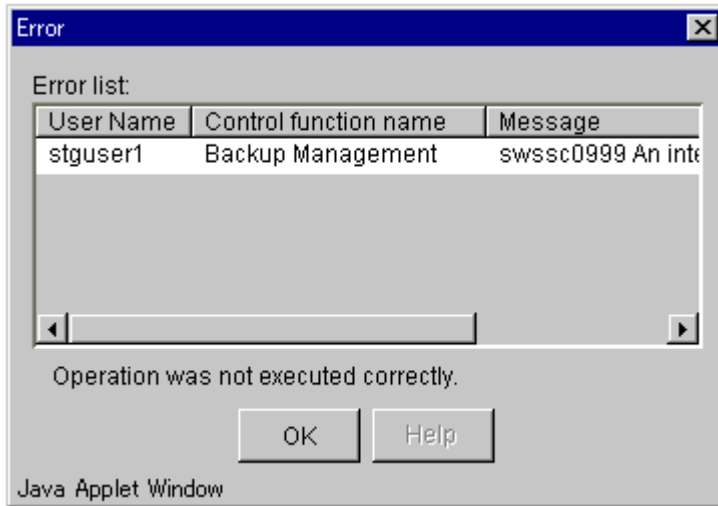 Error
Error list:
User Name Control function name Message
stguser1 Backup Management swssc0999 An inte
Operation was not executed correctly.
OK Help
Java Applet Window